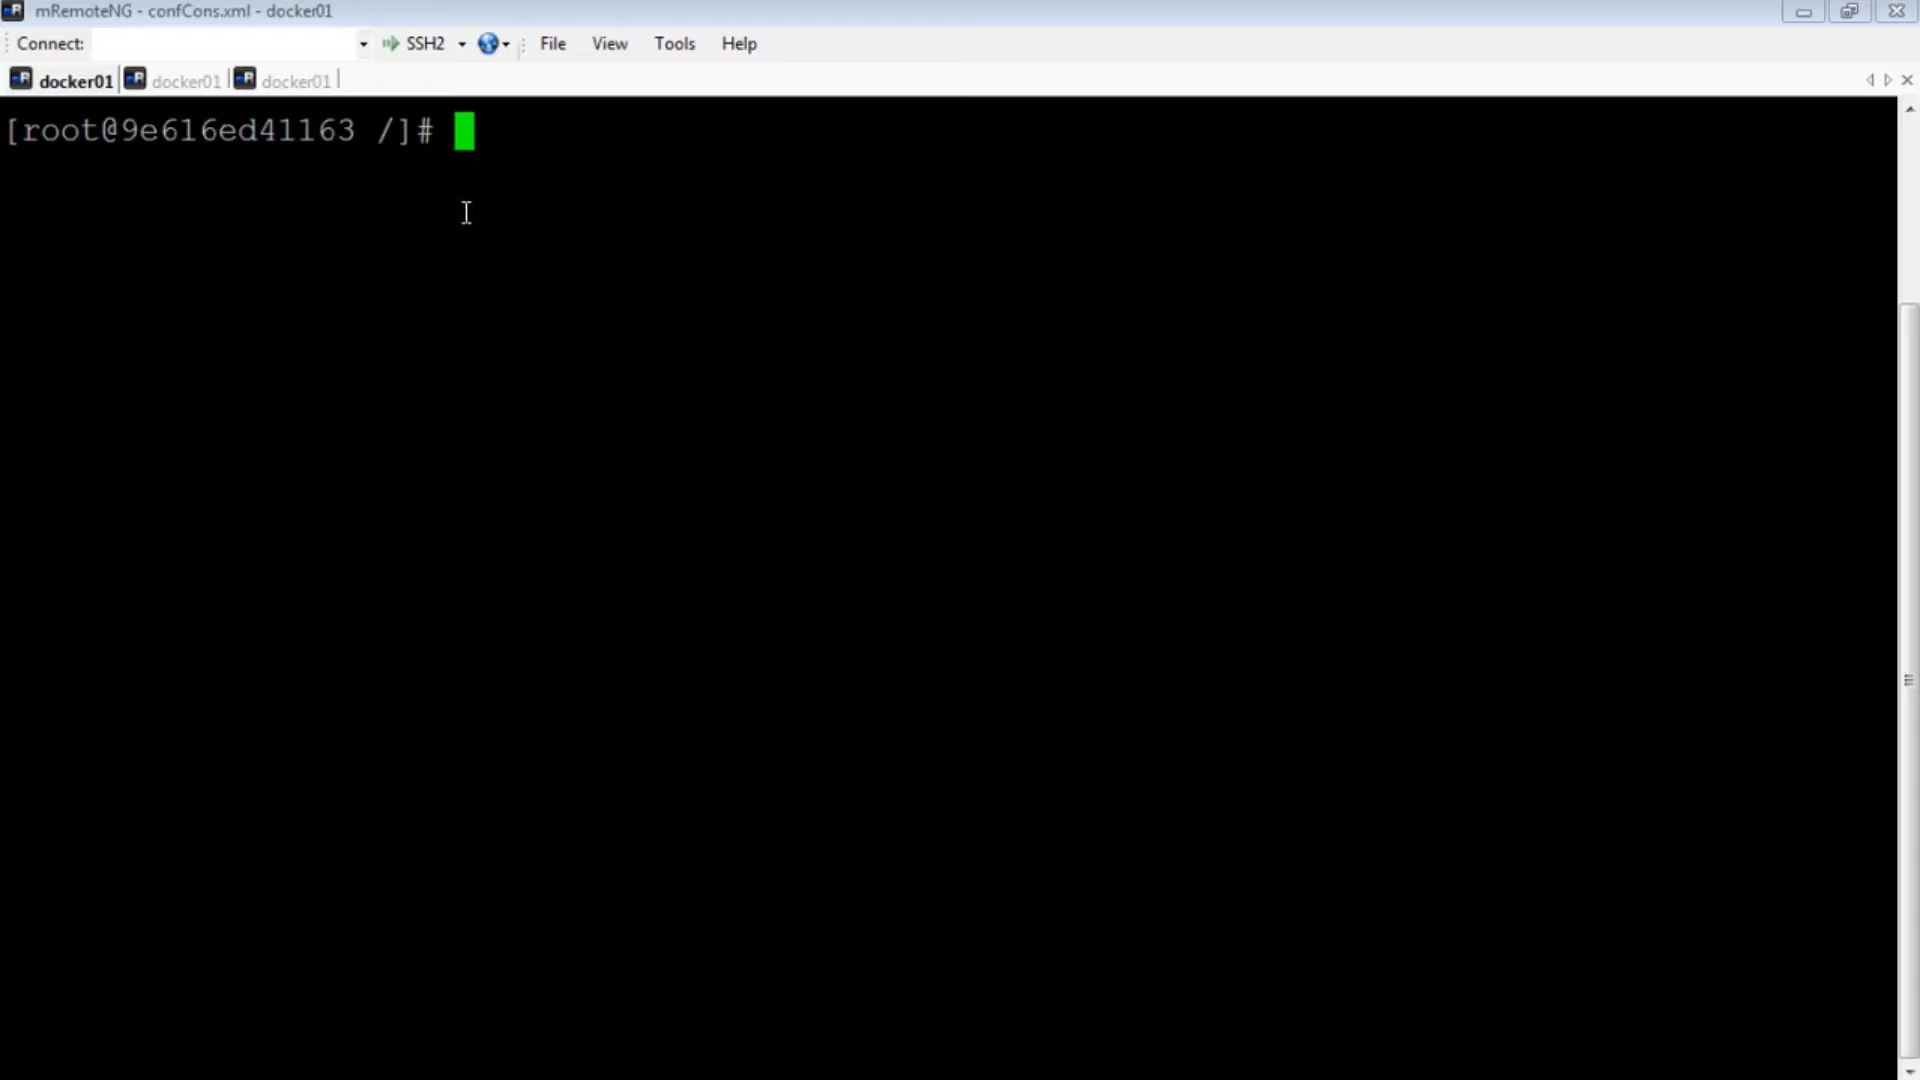 mRemoteNG - confCons.xml - docker01
Connect: SSH2 File View Tools Help
docker01 docker01 docker01
[root@9e616ed41163 /]#